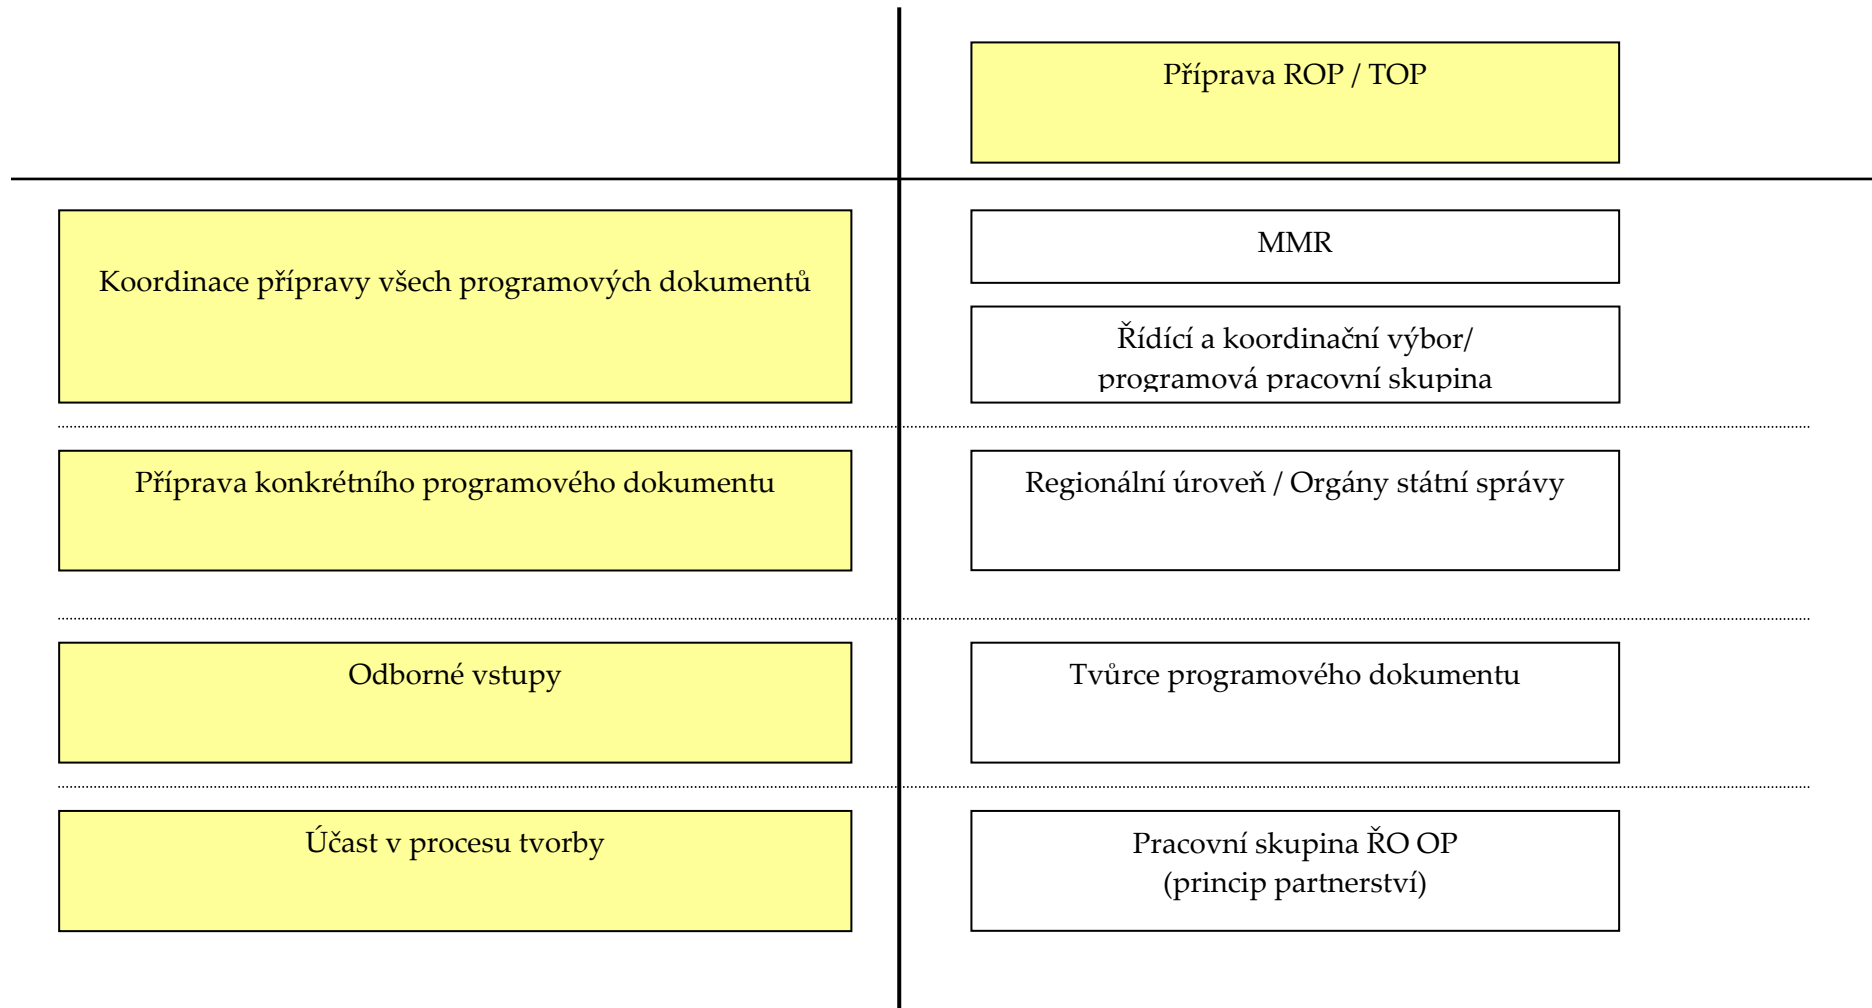 Příprava ROP / TOP
Koordinace přípravy všech programových dokumentů
MMR
Řídící a koordinační výbor/
programová pracovní skupina
Příprava konkrétního programového dokumentu
Regionální úroveň / Orgány státní správy
Odborné vstupy
Tvůrce programového dokumentu
Účast v procesu tvorby
Pracovní skupina ŘO OP
(princip partnerství)